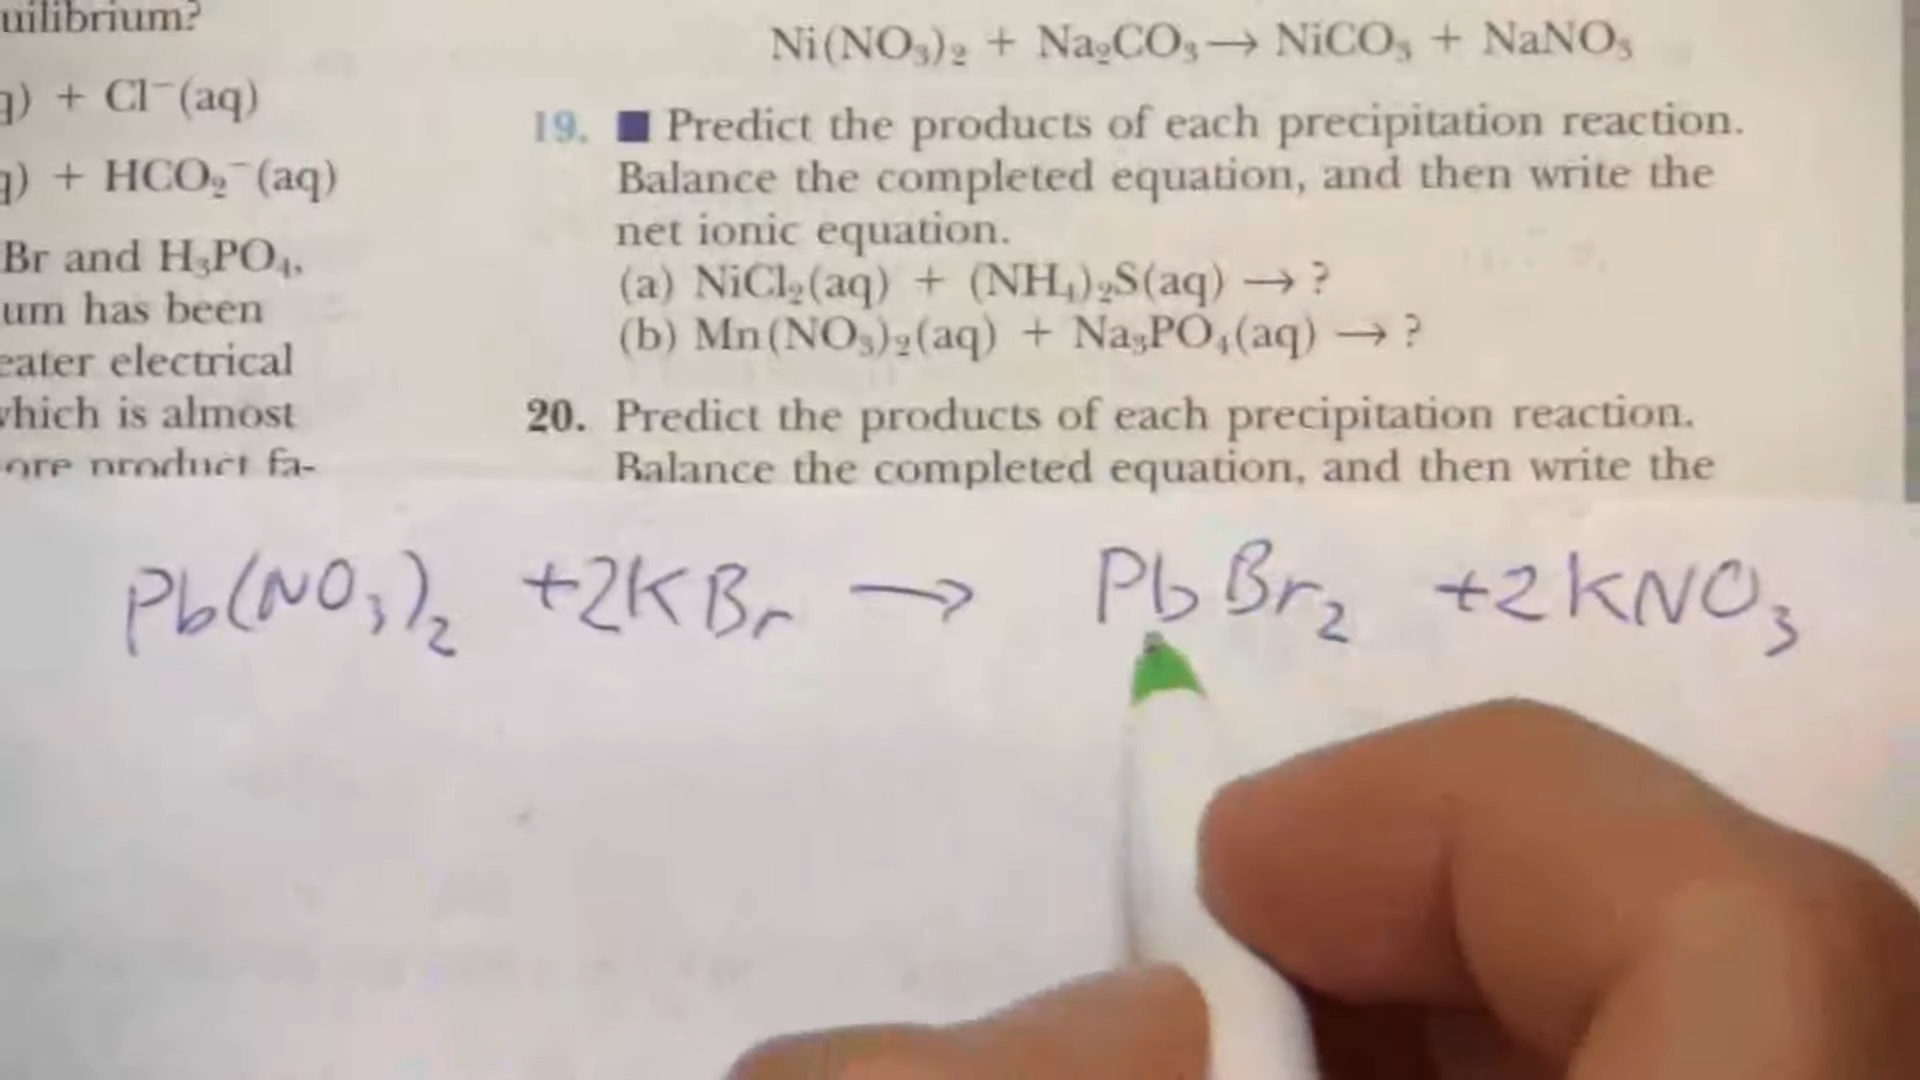 uilibrium?
) + Cl⁻(aq)
) + HCO₂⁻(aq)
Br and H₃PO₄,
um has been
eater electrical
which is almost
ore product fa-
Ni(NO₃)₂ + Na₂CO₃ → NiCO₃ + NaNO₃
19. ■ Predict the products of each precipitation reaction.
Balance the completed equation, and then write the
net ionic equation.
(a) NiCl₂(aq) + (NH₄)₂S(aq) → ?
(b) Mn(NO₃)₂(aq) + Na₃PO₄(aq) → ?
20. Predict the products of each precipitation reaction.
Balance the completed equation, and then write the
Pb(NO₃)₂ +2KBr → PbBr₂ +2KNO₃